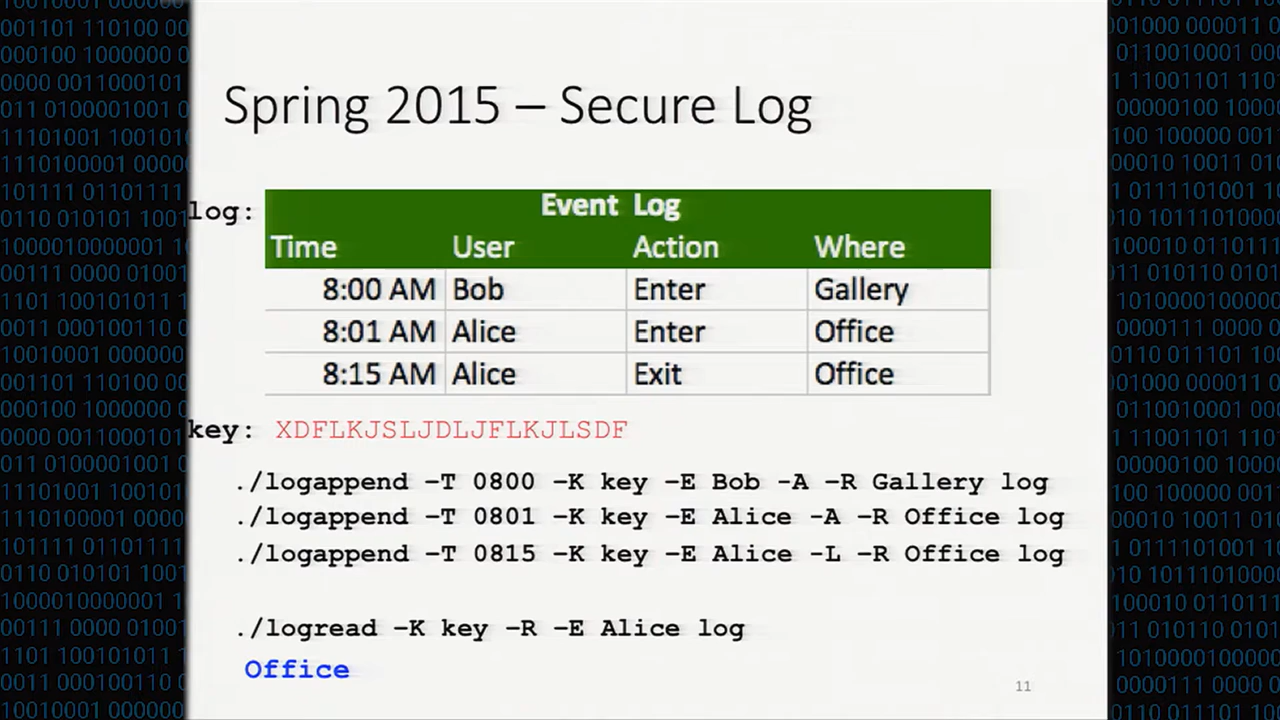 Spring 2015 – Secure Log
log:
Event Log
Time User Action Where
8:00 AM Bob Enter Gallery
8:01 AM Alice Enter Office
8:15 AM Alice Exit Office
key: XDFLKJSLJDLJFLKJLSDF
./logappend –T 0800 –K key –E Bob -A –R Gallery log
./logappend –T 0801 –K key –E Alice -A –R Office log
./logappend –T 0815 –K key –E Alice -L –R Office log
./logread –K key –R –E Alice log
Office
11